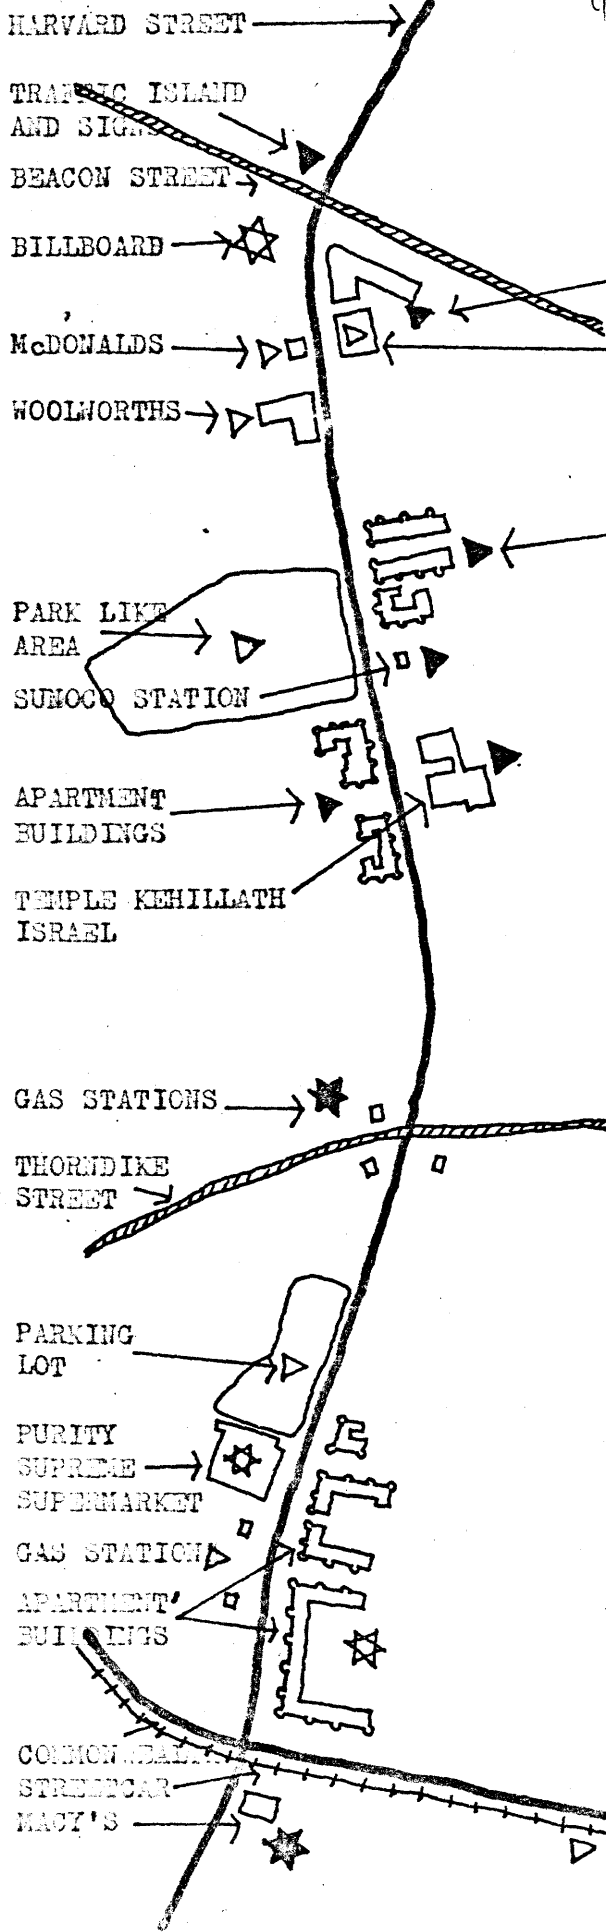 HARVARD STREET
TRAFFIC ISLAND
AND SIGNS
BEACON STREET
BILLBOARD
McDONALDS
WOOLWORTHS
PARK LIKE
AREA
SUNOCO STATION
APARTMENT
BUILDINGS
TEMPLE KEHILLATH
ISRAEL
GAS STATIONS
THORNDIKE
STREET
PARKING
LOT
PURITY
SUPREME
SUPERMARKET
GAS STATION
APARTMENT
BUILDINGS
COMMONWEALTH
STREETCAR
MACY'S